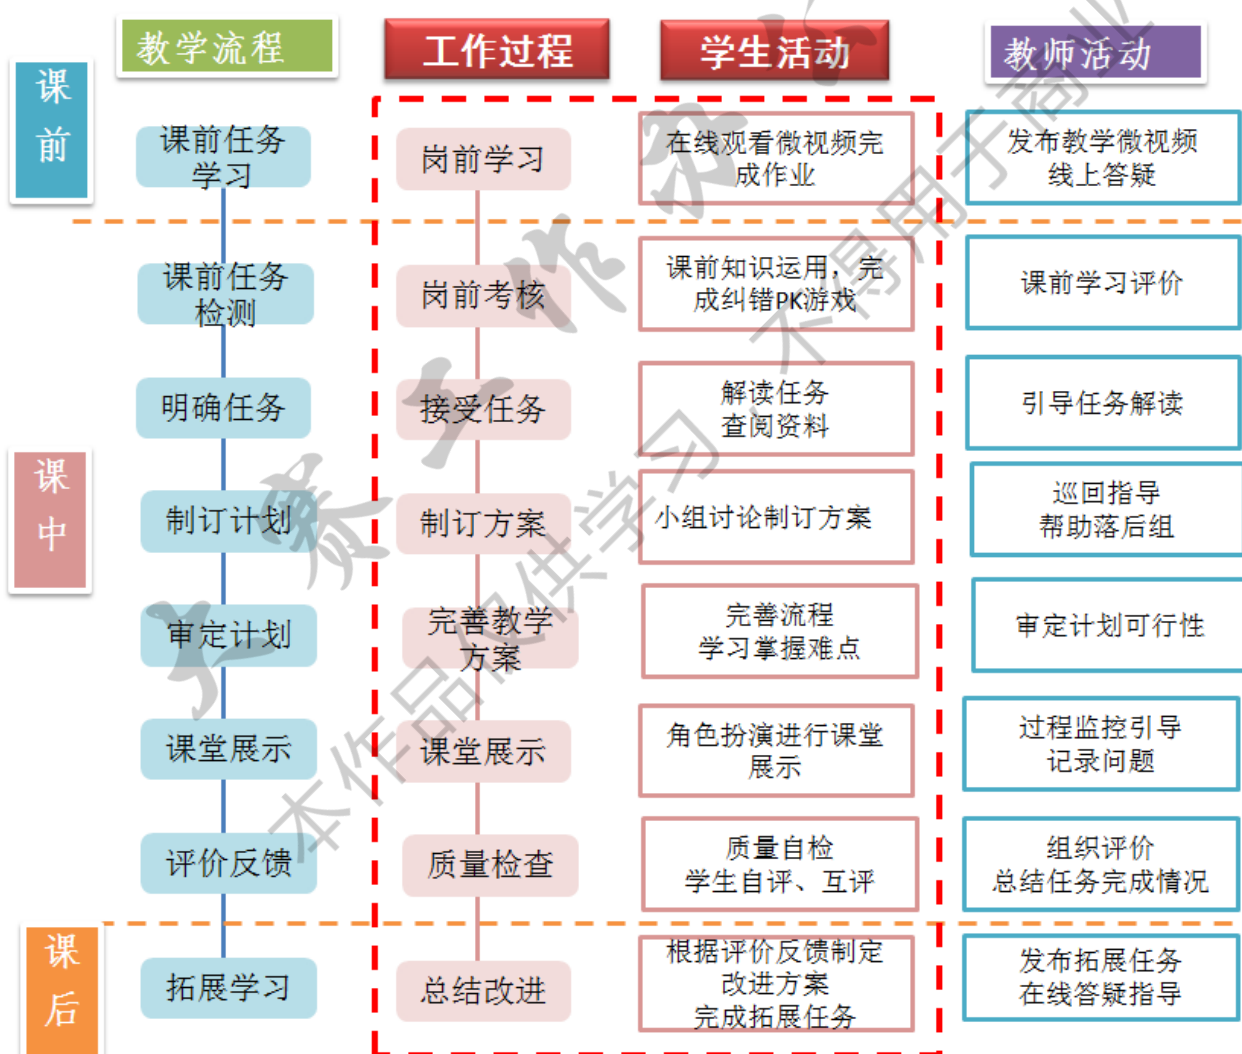 教学流程
工作过程
学生活动
教师活动
课
前
课前任务
学习
岗前学习
在线观看微视频完
成作业
发布教学微视频
线上答疑
课前任务
检测
岗前考核
课前知识运用，完
成纠错PK游戏
课前学习评价
明确任务
接受任务
解读任务
查阅资料
引导任务解读
课
中
制订计划
制订方案
小组讨论制订方案
巡回指导
帮助落后组
审定计划
完善教学
方案
完善流程
学习掌握难点
审定计划可行性
课堂展示
课堂展示
角色扮演进行课堂
展示
过程监控引导
记录问题
评价反馈
质量检查
质量自检
学生自评、互评
组织评价
总结任务完成情况
课
后
拓展学习
总结改进
根据评价反馈制定
改进方案
完成拓展任务
发布拓展任务
在线答疑指导
大赛工作办公
本作品仅供学习，不得用于商业